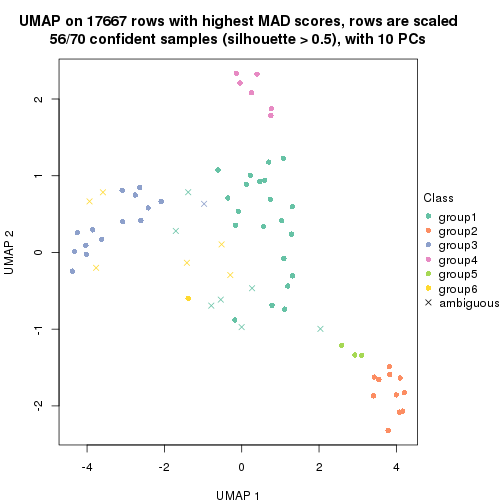 UMAP on 17667 rows with highest MAD scores, rows are scaled
56/70 confident samples (silhouette > 0.5), with 10 PCs
2
1
0
-1
-2
UMAP 2
-4
-2
0
2
4
UMAP 1
Class
group1
group2
group3
group4
group5
group6
ambiguous